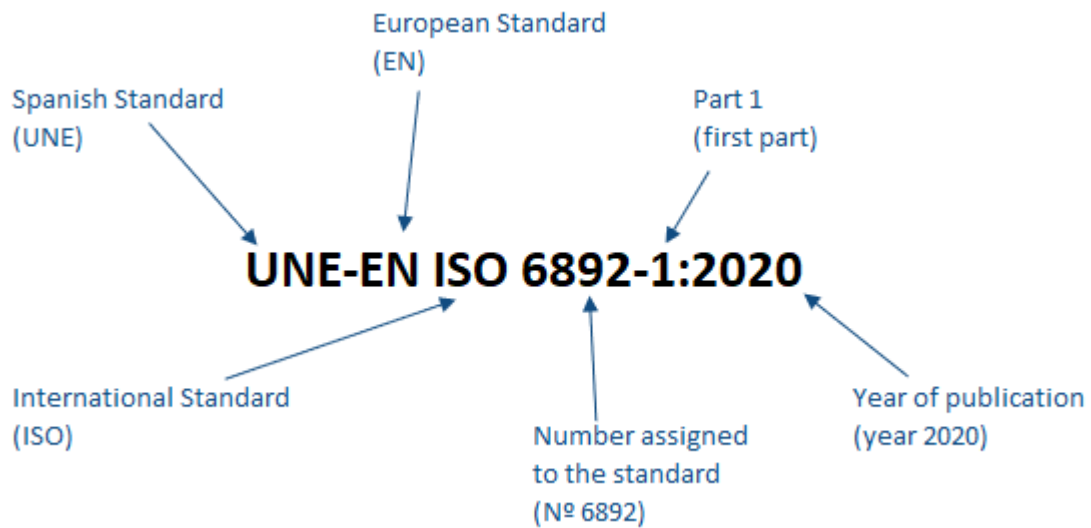 European Standard
(EN)
Spanish Standard
(UNE)
Part 1
(first part)
UNE-EN ISO 6892-1:2020
International Standard
(ISO)
Number assigned
to the standard
(Nº 6892)
Year of publication
(year 2020)